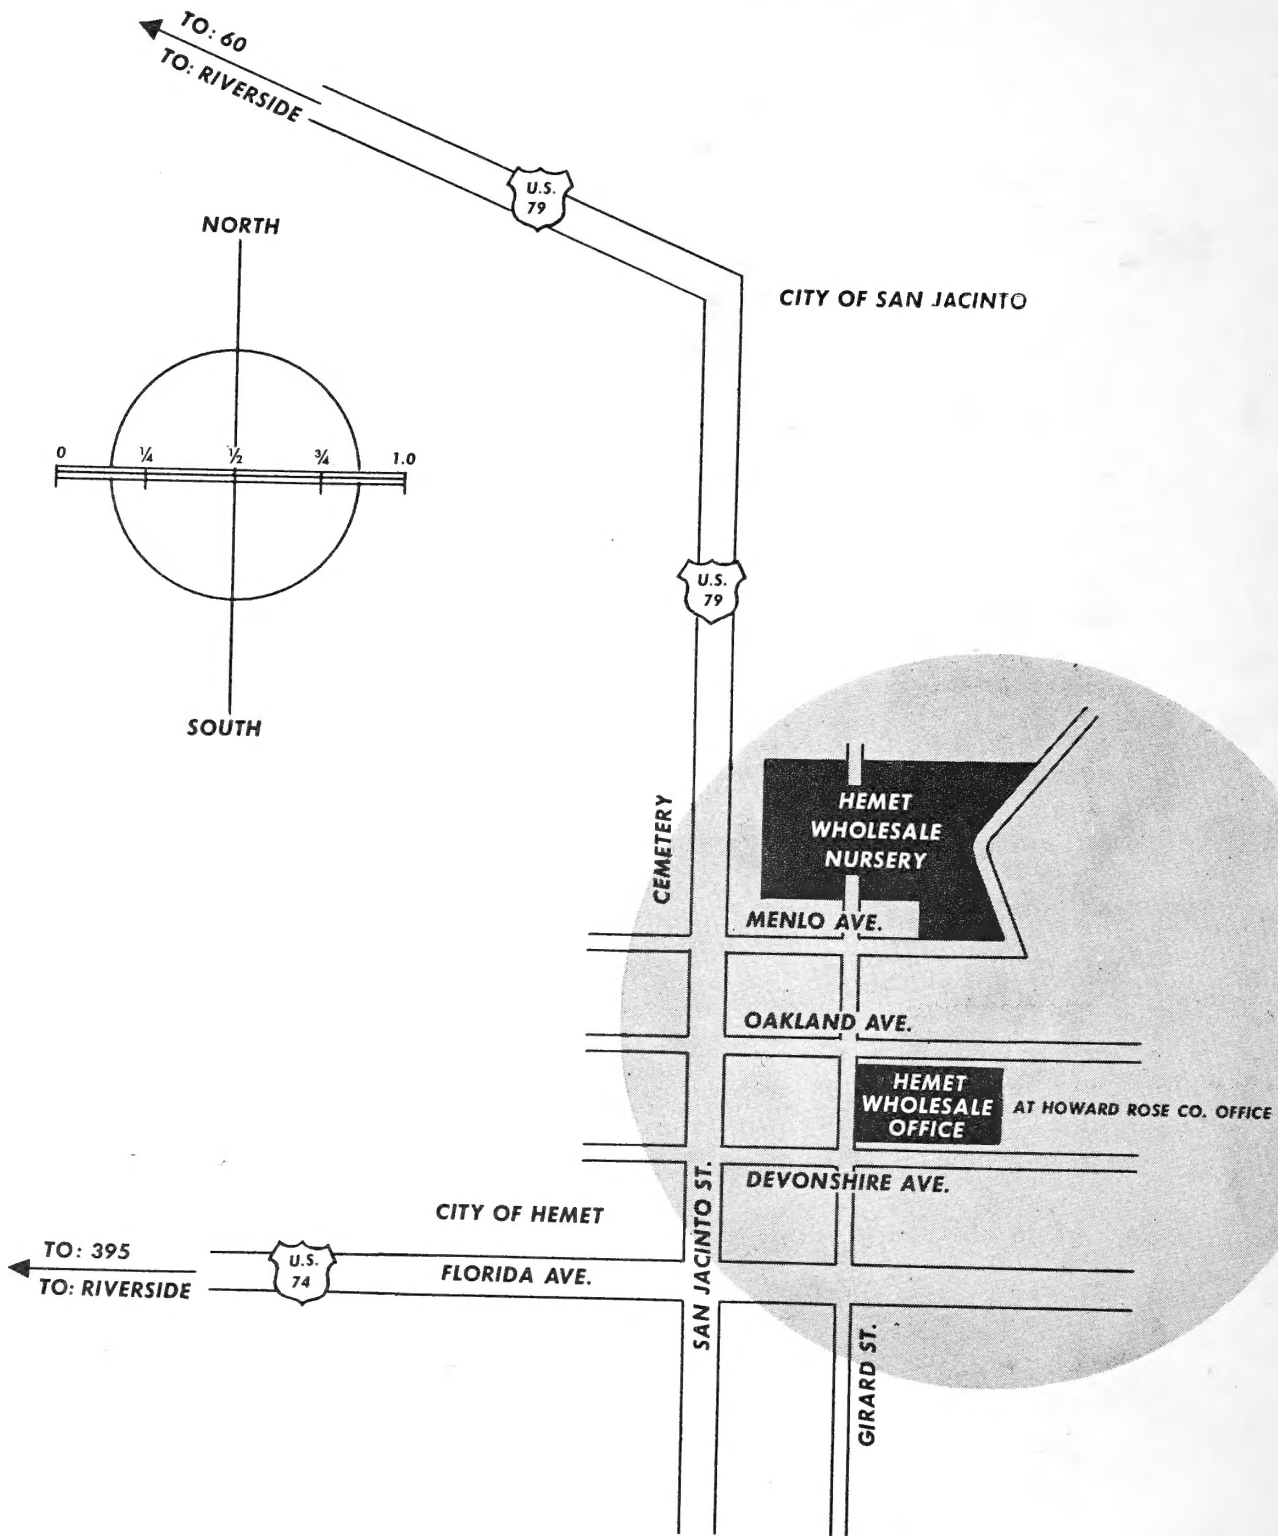 TO: 60
TO: RIVERSIDE
U.S.
79
NORTH
CITY OF SAN JACINTO
0 ¼ ½ ¾ 1.0
U.S.
79
SOUTH
CEMETERY
HEMET
WHOLESALE
NURSERY
MENLO AVE.
OAKLAND AVE.
HEMET
WHOLESALE
OFFICE
AT HOWARD ROSE CO. OFFICE
DEVONSHIRE AVE.
SAN JACINTO ST.
CITY OF HEMET
TO: 395
TO: RIVERSIDE
U.S.
74
FLORIDA AVE.
GIRARD ST.